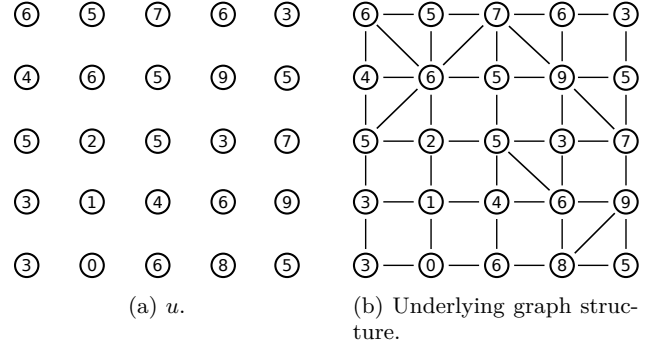 6 5 7 6 3 6 5 7 6 3
4 6 5 9 5 4 6 5 9 5
5 2 5 3 7 5 2 5 3 7
3 1 4 6 9 3 1 4 6 9
3 0 6 8 5 3 0 6 8 5
(a) u.
(b) Underlying graph struc-
ture.